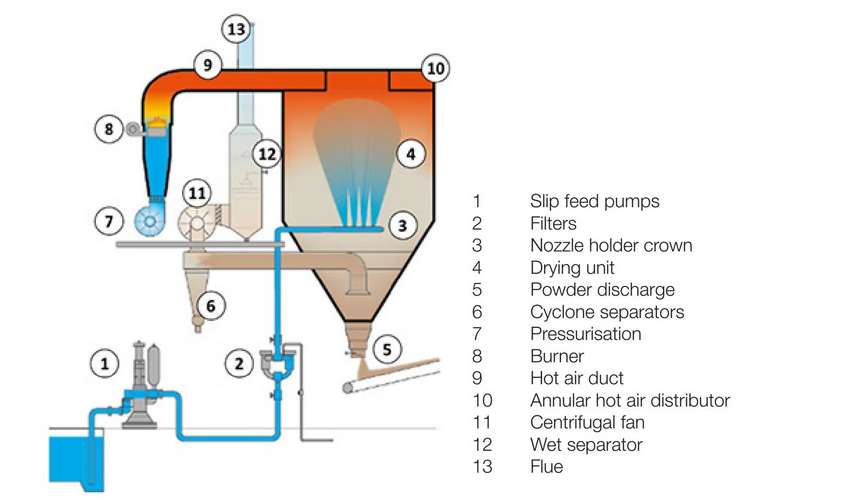 13
9
10
8
12
4
11
7
3
6
1
2
5
1 Slip feed pumps
2 Filters
3 Nozzle holder crown
4 Drying unit
5 Powder discharge
6 Cyclone separators
7 Pressurisation
8 Burner
9 Hot air duct
10 Annular hot air distributor
11 Centrifugal fan
12 Wet separator
13 Flue